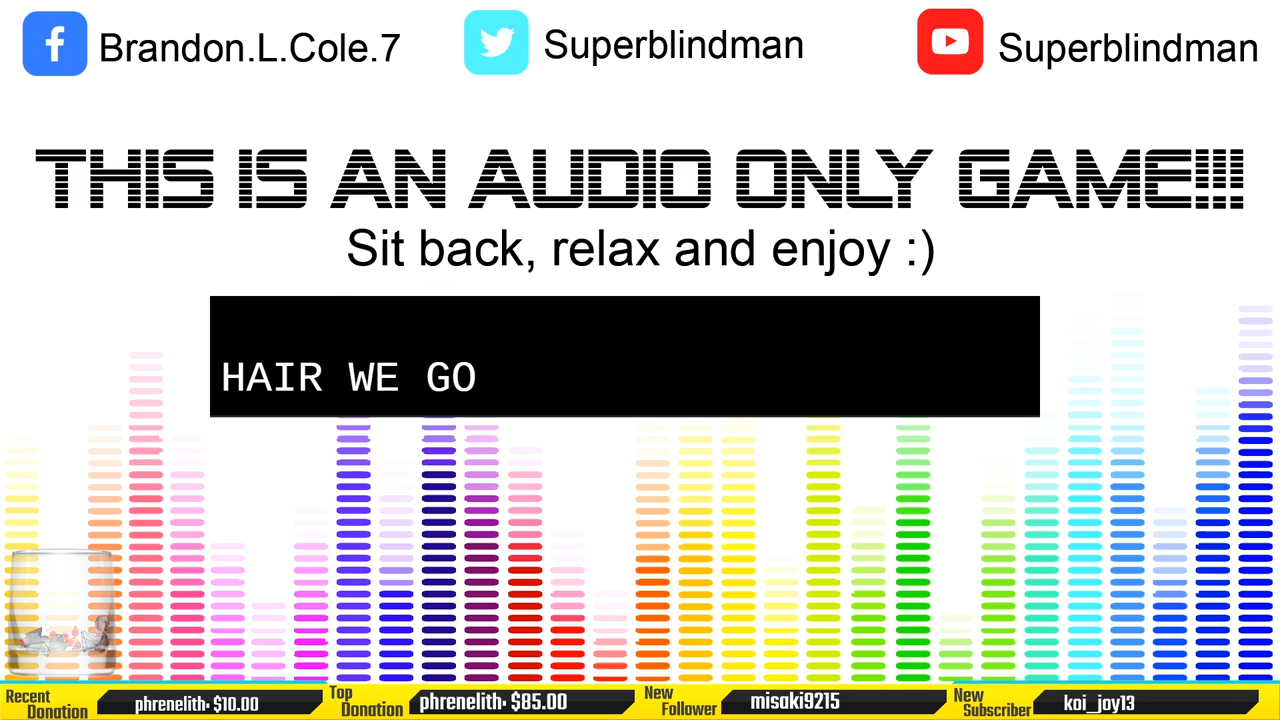 Brandon.L.Cole.7 Superblindman Superblindman
THIS IS AN AUDIO ONLY GAME!!!
Sit back, relax and enjoy :)
HAIR WE GO
Recent Donation phrenelith: $10.00 Top Donation phrenelith: $85.00 New Follower misaki9215 New Subscriber koi_joy13